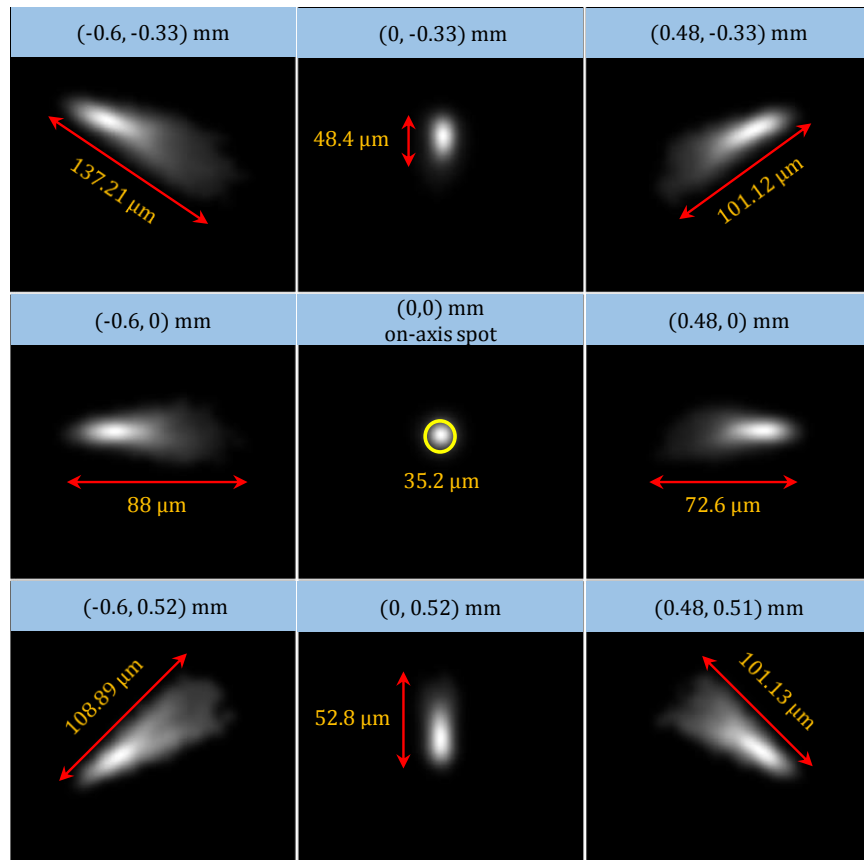 (-0.6, -0.33) mm
(0, -0.33) mm
(0.48, -0.33) mm
137.21 μm
48.4 μm
101.12 μm
(-0.6, 0) mm
(0,0) mm
on-axis spot
(0.48, 0) mm
88 μm
35.2 μm
72.6 μm
(-0.6, 0.52) mm
(0, 0.52) mm
(0.48, 0.51) mm
108.89 μm
52.8 μm
101.13 μm